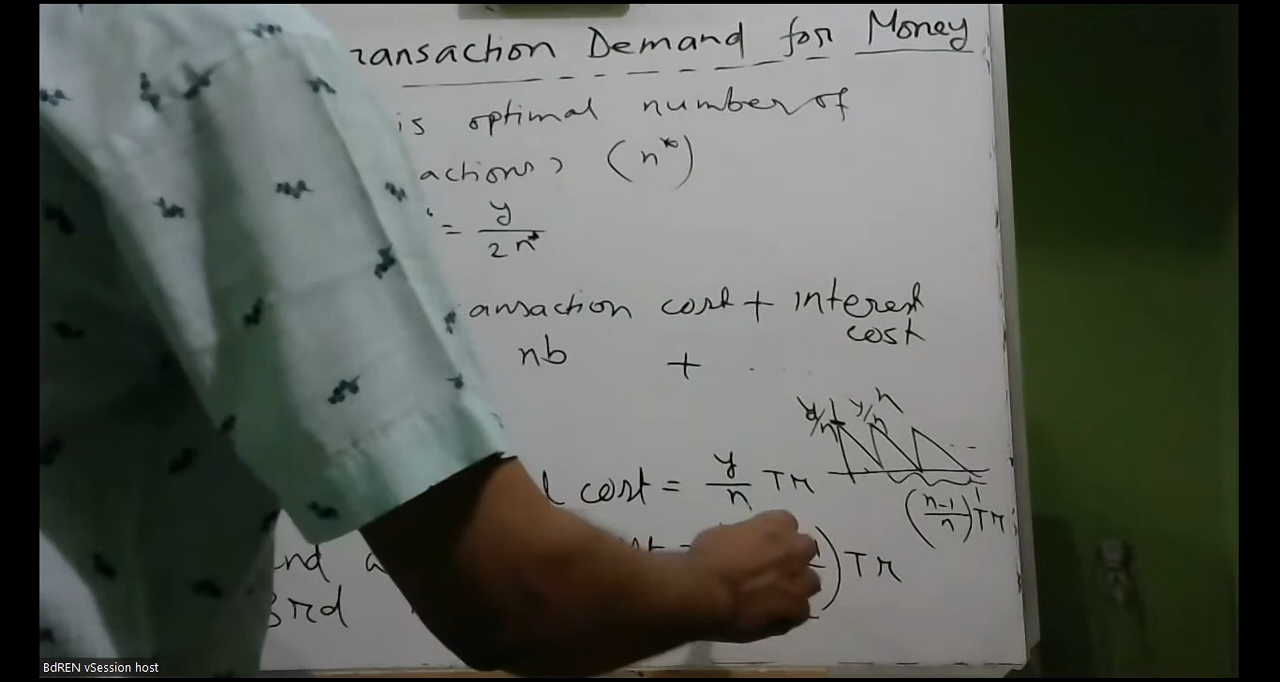 ransaction Demand for Money
is optimal number of
actions? (n*)
= y/2n*
ansaction cost + interest cost
nb +
y/n y/n
l cost = y/n Tr
(n-1/n) Tr
) Tr
nd a
3rd
BdREN vSession host